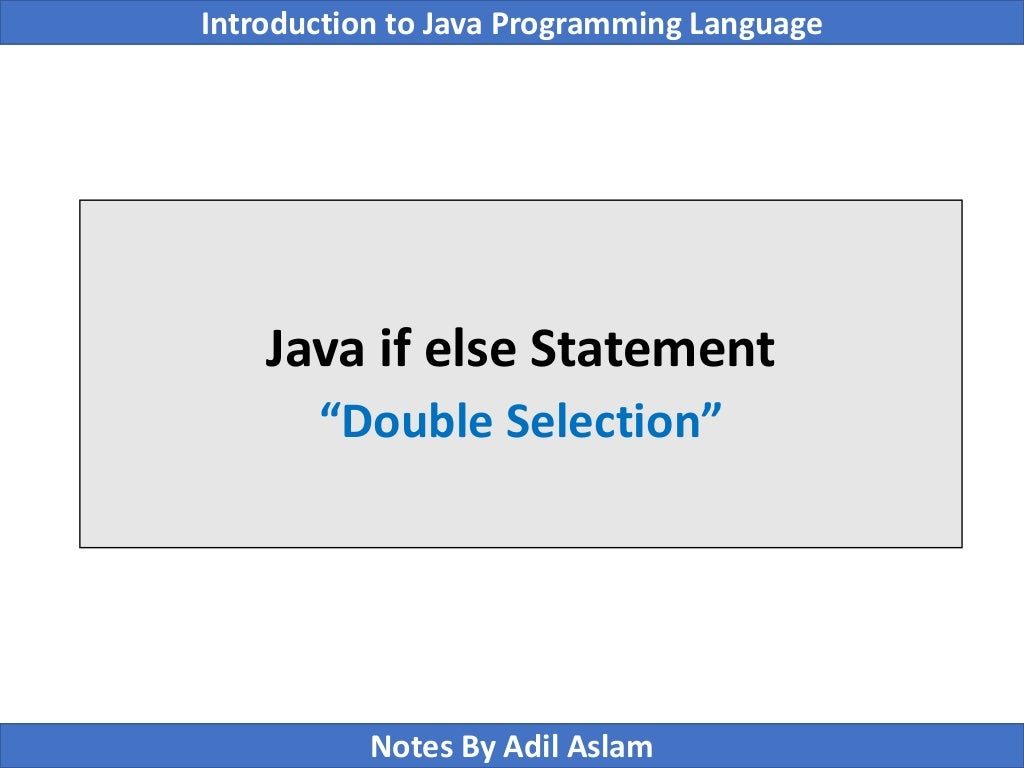 Introduction to Java Programming Language
Java if else Statement
“Double Selection”
Notes By Adil Aslam